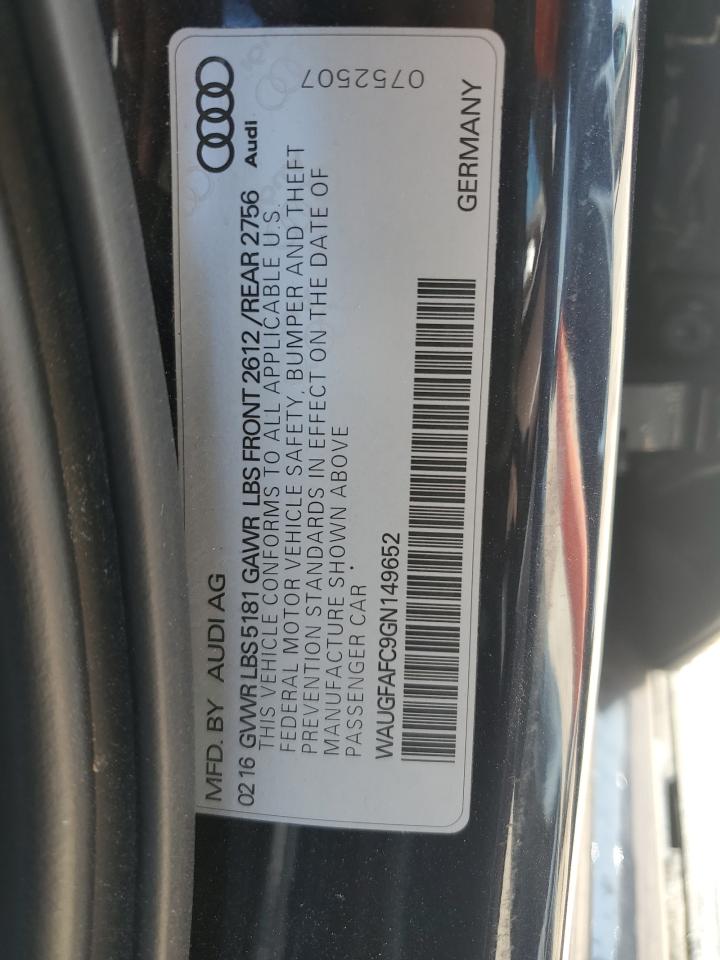 MFD. BY AUDI AG
0216 GVWR LBS 5181 GAWR LBS FRONT 2612/REAR 2756
THIS VEHICLE CONFORMS TO ALL APPLICABLE U.S.
FEDERAL MOTOR VEHICLE SAFETY, BUMPER AND THEFT
PREVENTION STANDARDS IN EFFECT ON THE DATE OF
MANUFACTURE SHOWN ABOVE
PASSENGER CAR
WAUGFAFC9GN149652
Audi
0752507
GERMANY